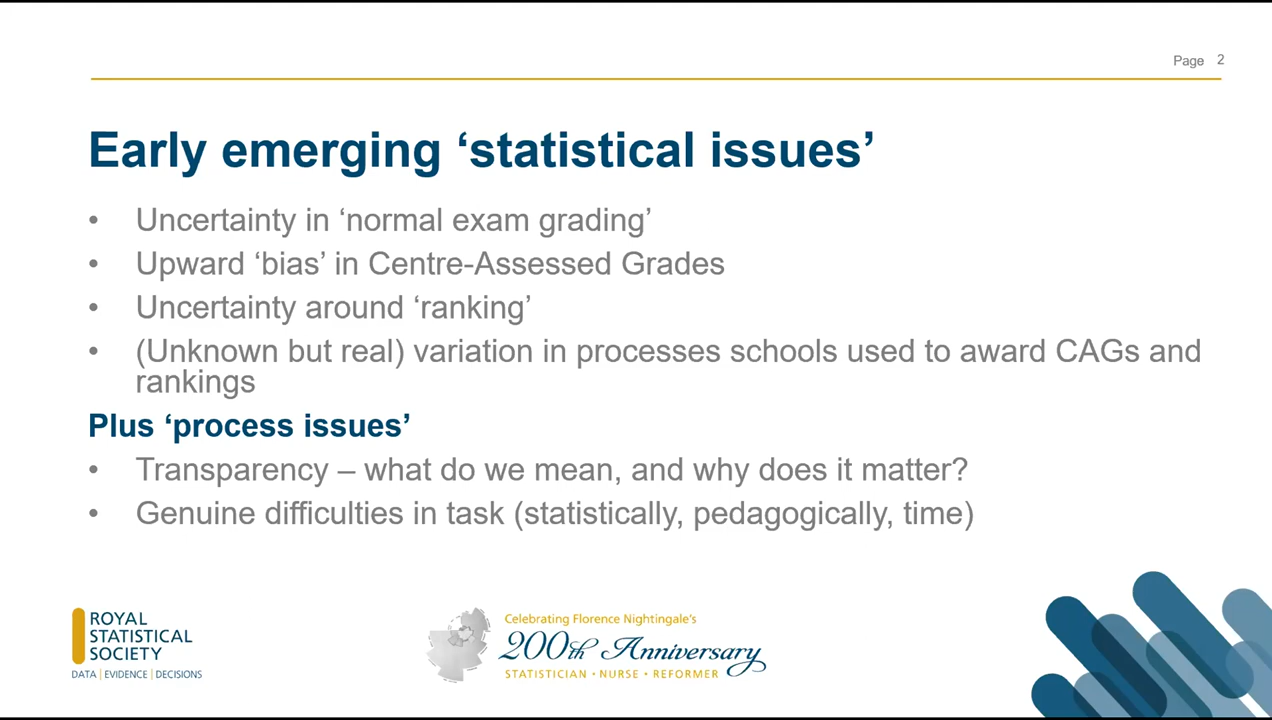 Page 2
Early emerging ‘statistical issues’
• Uncertainty in ‘normal exam grading’
• Upward ‘bias’ in Centre-Assessed Grades
• Uncertainty around ‘ranking’
• (Unknown but real) variation in processes schools used to award CAGs and
rankings
Plus ‘process issues’
• Transparency – what do we mean, and why does it matter?
• Genuine difficulties in task (statistically, pedagogically, time)
ROYAL
STATISTICAL
SOCIETY
DATA | EVIDENCE | DECISIONS
Celebrating Florence Nightingale's
200th Anniversary
STATISTICIAN • NURSE • REFORMER